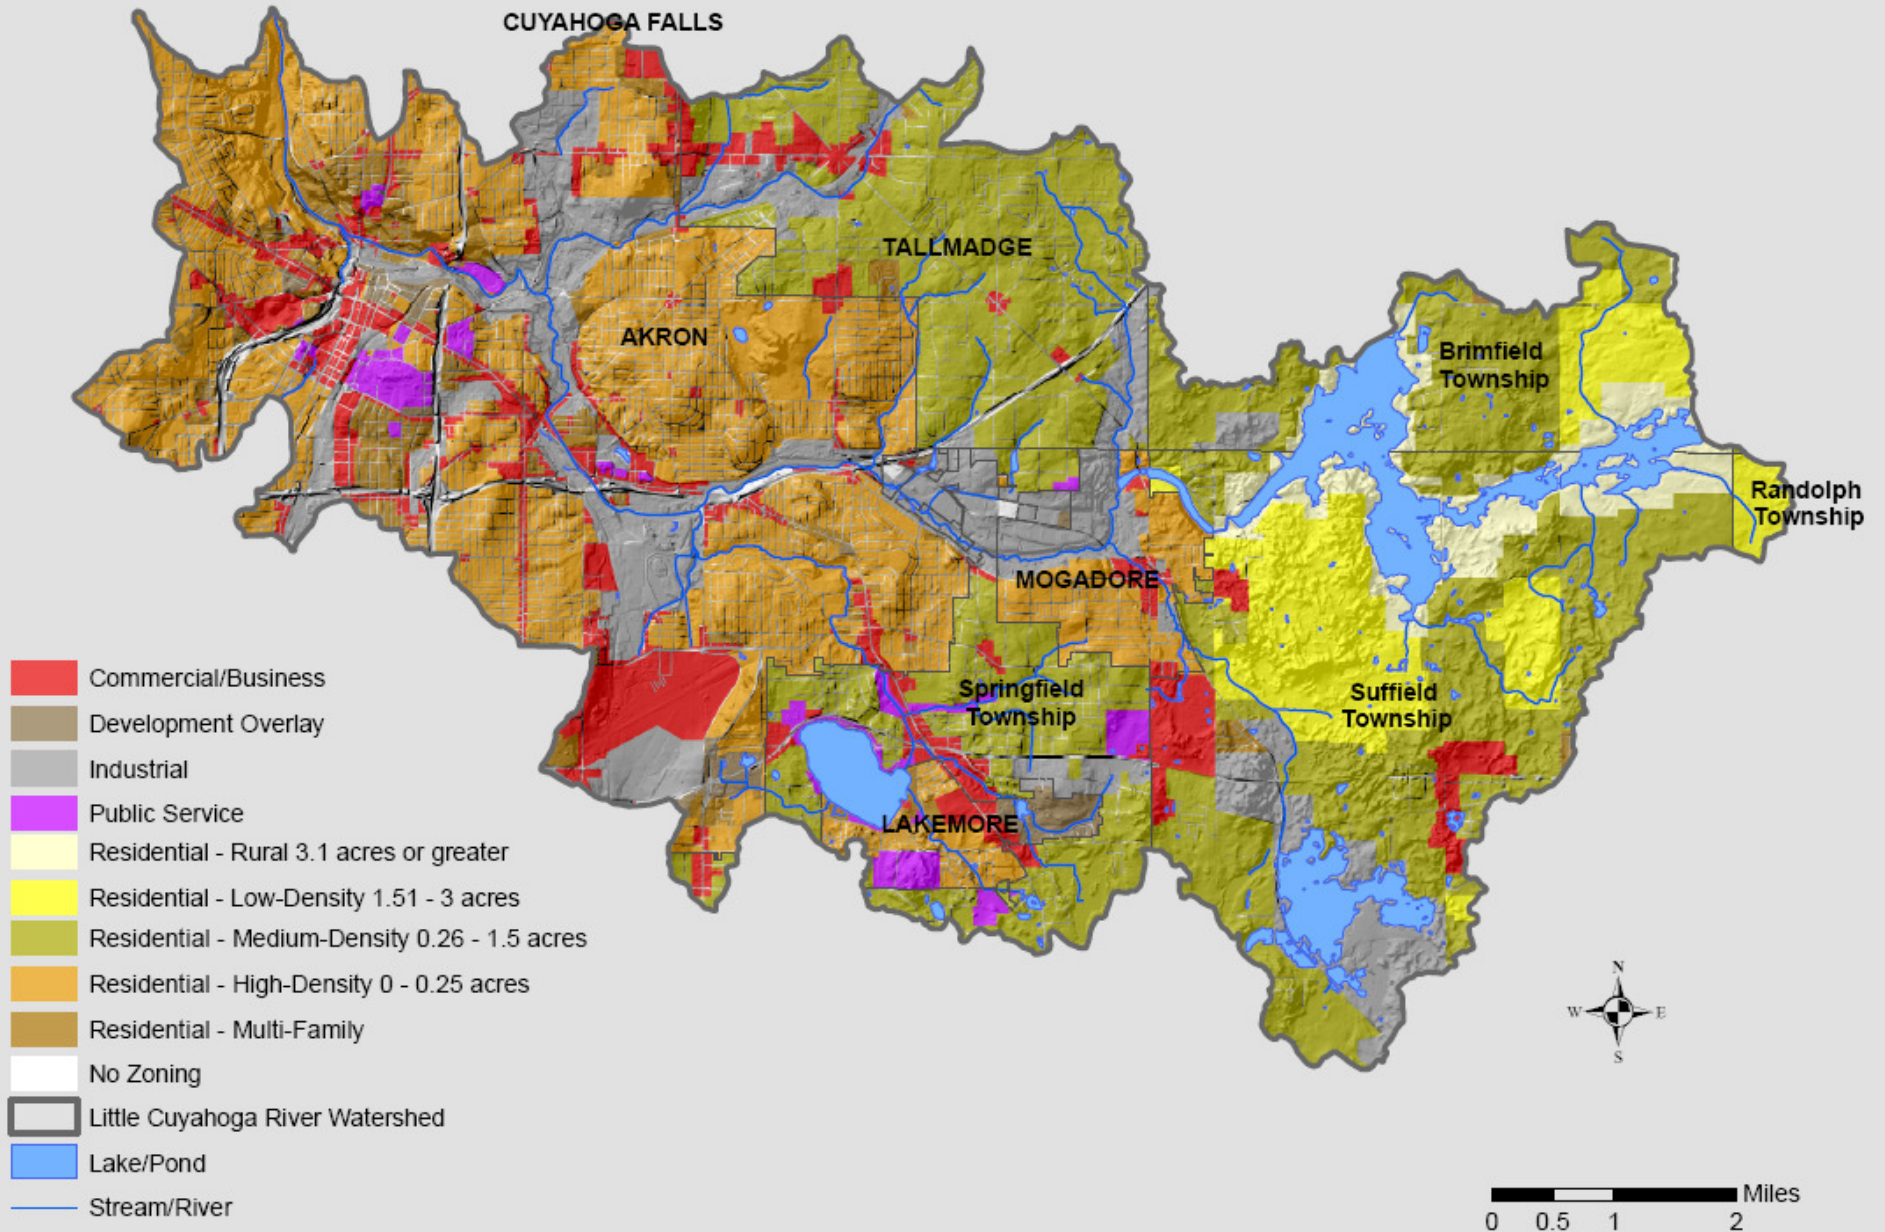 CUYAHOGA FALLS
TALLMADGE
AKRON
Brimfield
Township
Randolph
Township
MOGADORE
Springfield
Township
Suffield
Township
LAKEMORE
Commercial/Business
Development Overlay
Industrial
Public Service
Residential - Rural 3.1 acres or greater
Residential - Low-Density 1.51 - 3 acres
Residential - Medium-Density 0.26 - 1.5 acres
Residential - High-Density 0 - 0.25 acres
Residential - Multi-Family
No Zoning
Little Cuyahoga River Watershed
Lake/Pond
Stream/River
N
W E
S
Miles
0 0.5 1 2